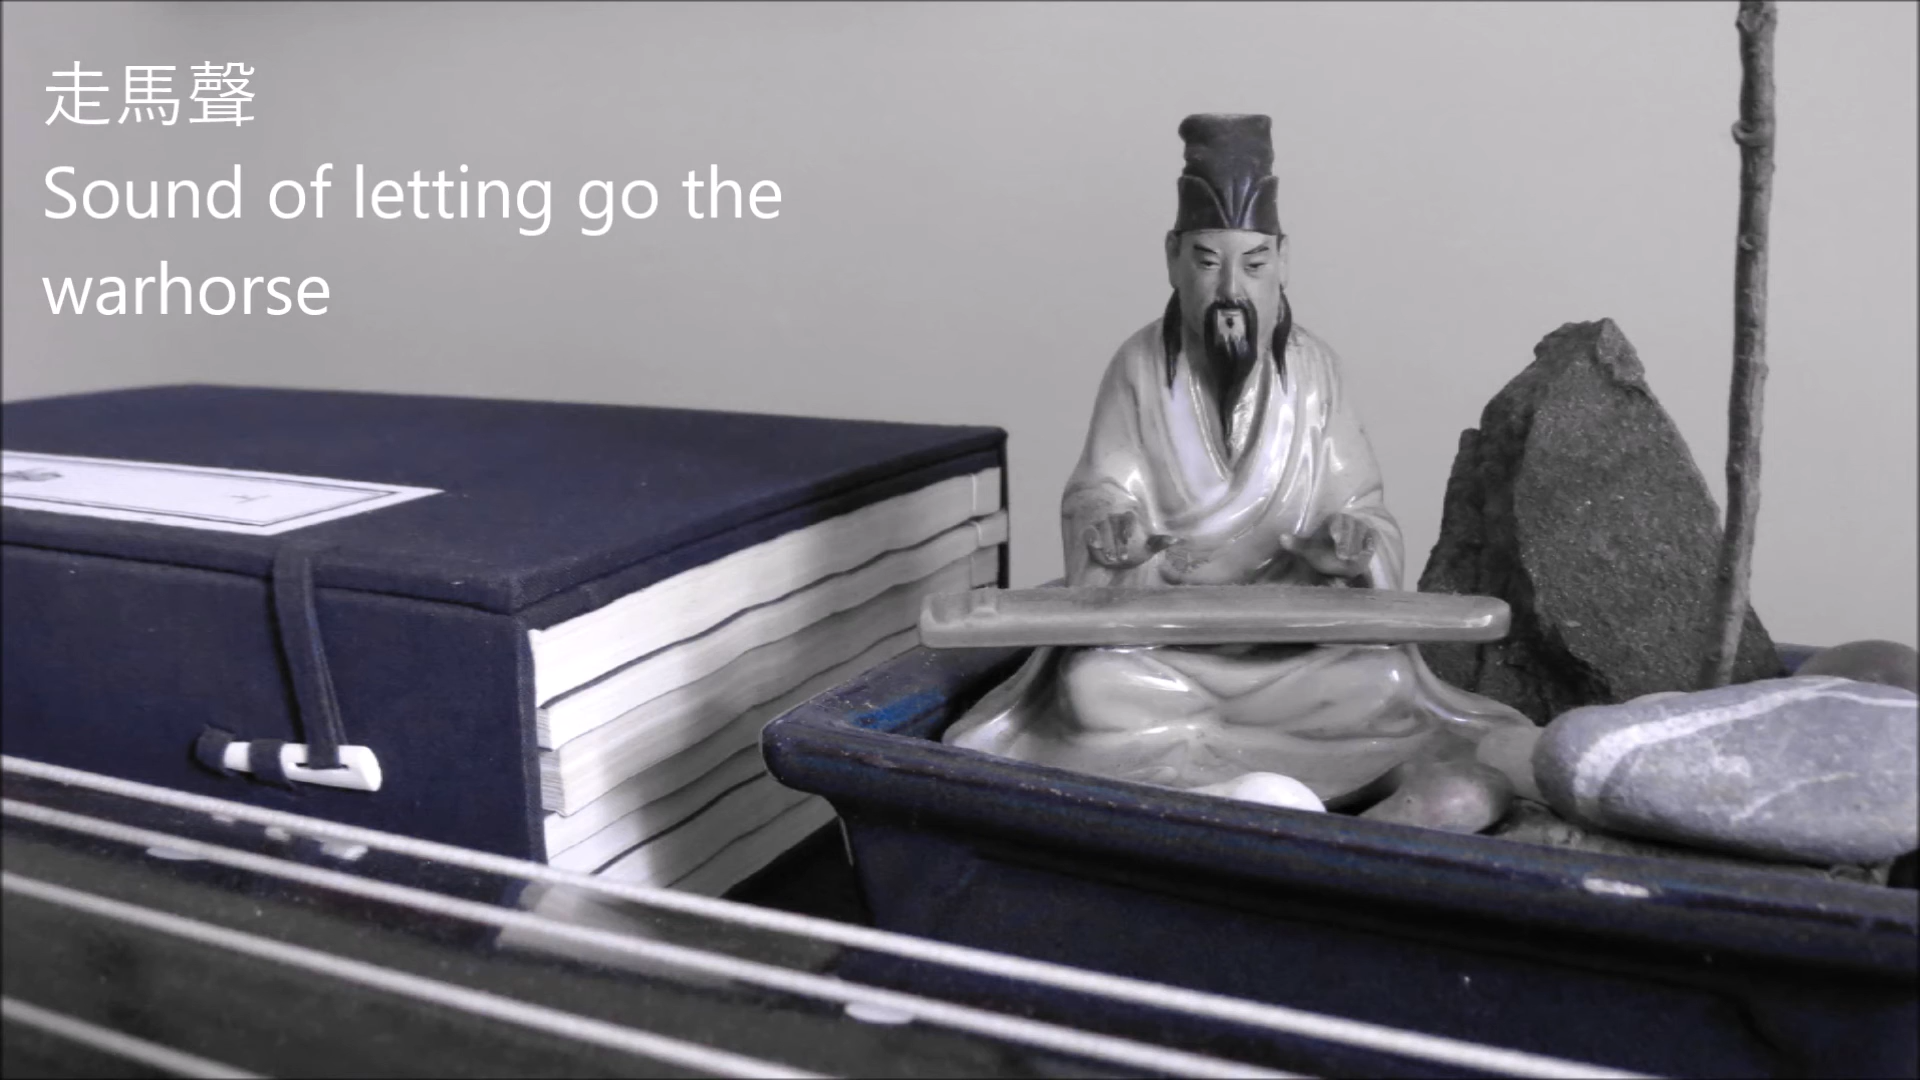 走馬聲
Sound of letting go the
warhorse